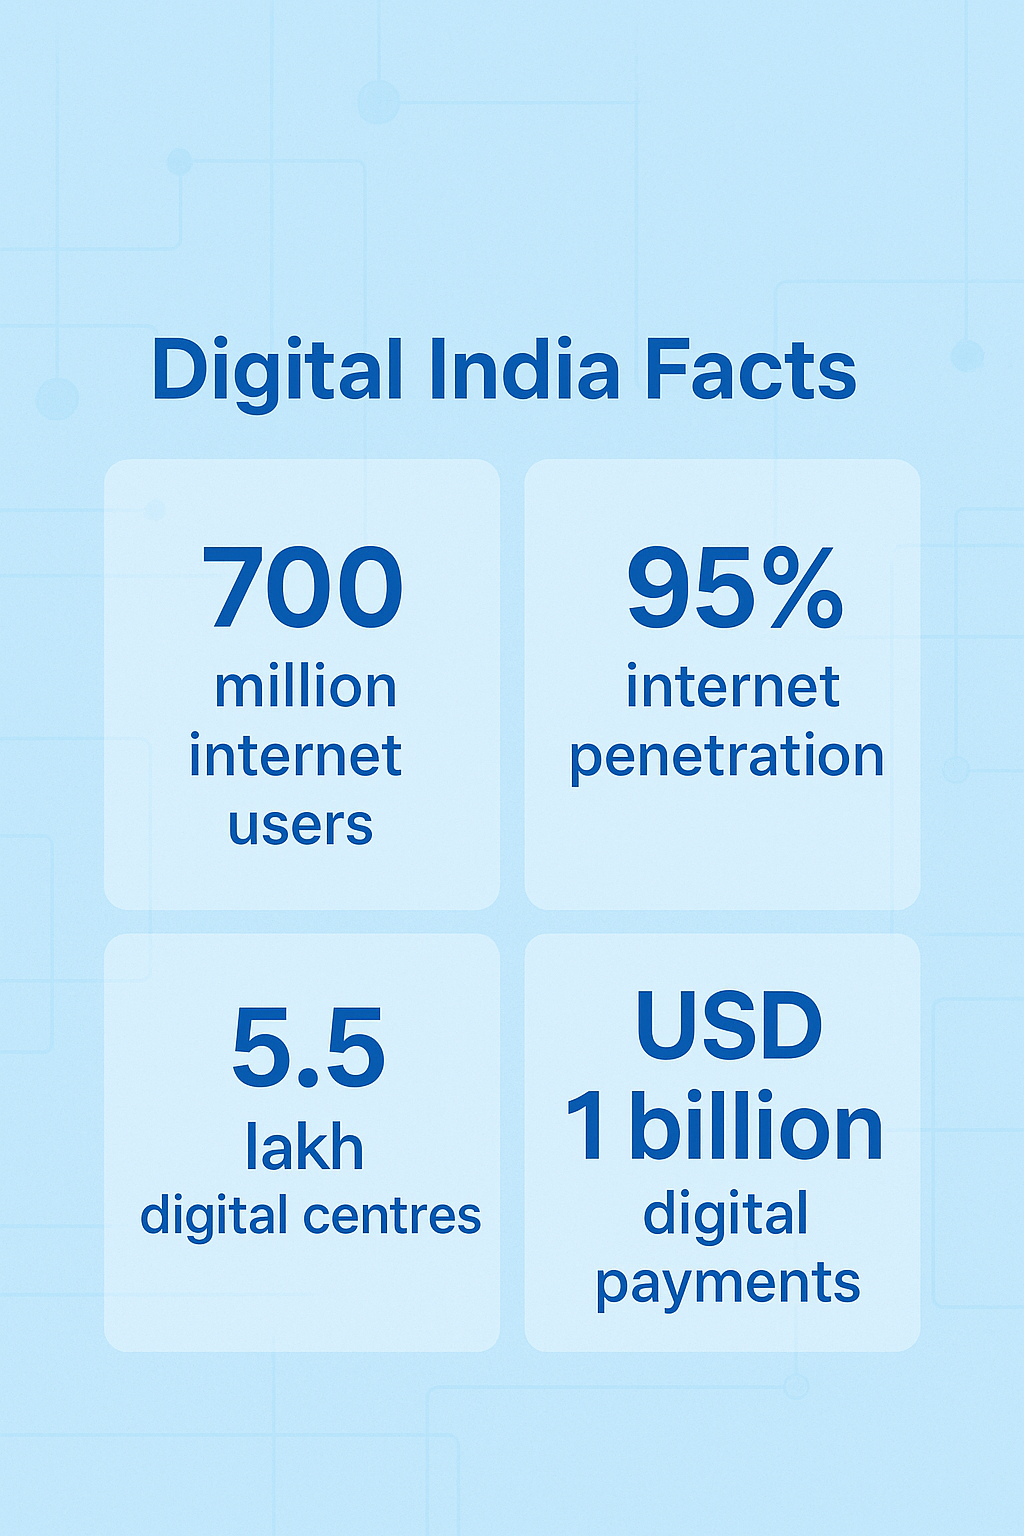 Digital India Facts
700
million
internet
users
95%
internet
penetration
5.5
lakh
digital centres
USD
1 billion
digital
payments